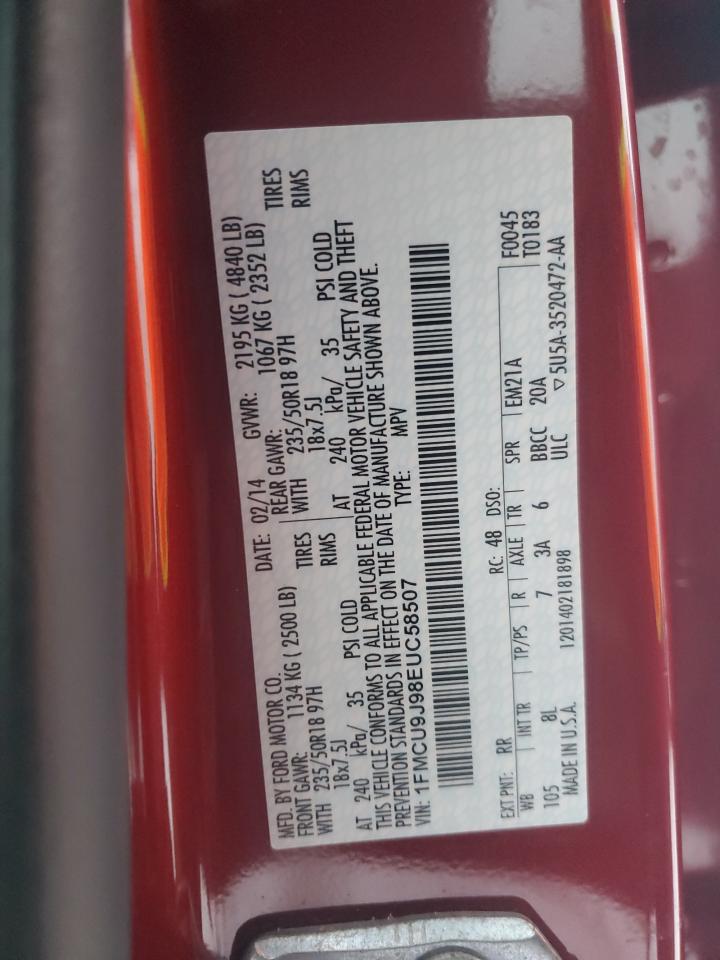 MFD. BY FORD MOTOR CO. DATE: 02/14 GVWR: 2195 KG ( 4840 LB)
FRONT GAWR: 1134 KG ( 2500 LB) REAR GAWR: 1067 KG ( 2352 LB)
WITH 235/50R18 97H TIRES WITH 235/50R18 97H TIRES
18x7.5J RIMS 18x7.5J RIMS
AT 240 kPa/ 35 PSI COLD AT 240 kPa/ 35 PSI COLD
THIS VEHICLE CONFORMS TO ALL APPLICABLE FEDERAL MOTOR VEHICLE SAFETY AND THEFT
PREVENTION STANDARDS IN EFFECT ON THE DATE OF MANUFACTURE SHOWN ABOVE.
VIN: 1FMCU9J98EUC58507 TYPE: MPV
EXT PNT: RR RC: 48 DSO: F0045
WB INT TR TP/PS R AXLE TR SPR EM21A T0183
105 8L 7 3A 6 BBCC 20A
MADE IN U.S.A. 1201402181898 ULC ▽5U5A-3520472-AA